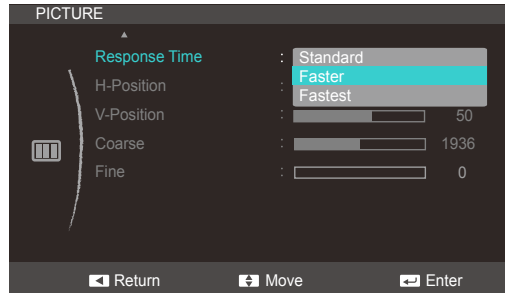 PICTURE
Response Time : Standard
Faster
Fastest
H-Position :
V-Position : 50
Coarse : 1936
Fine : 0
Return Move Enter